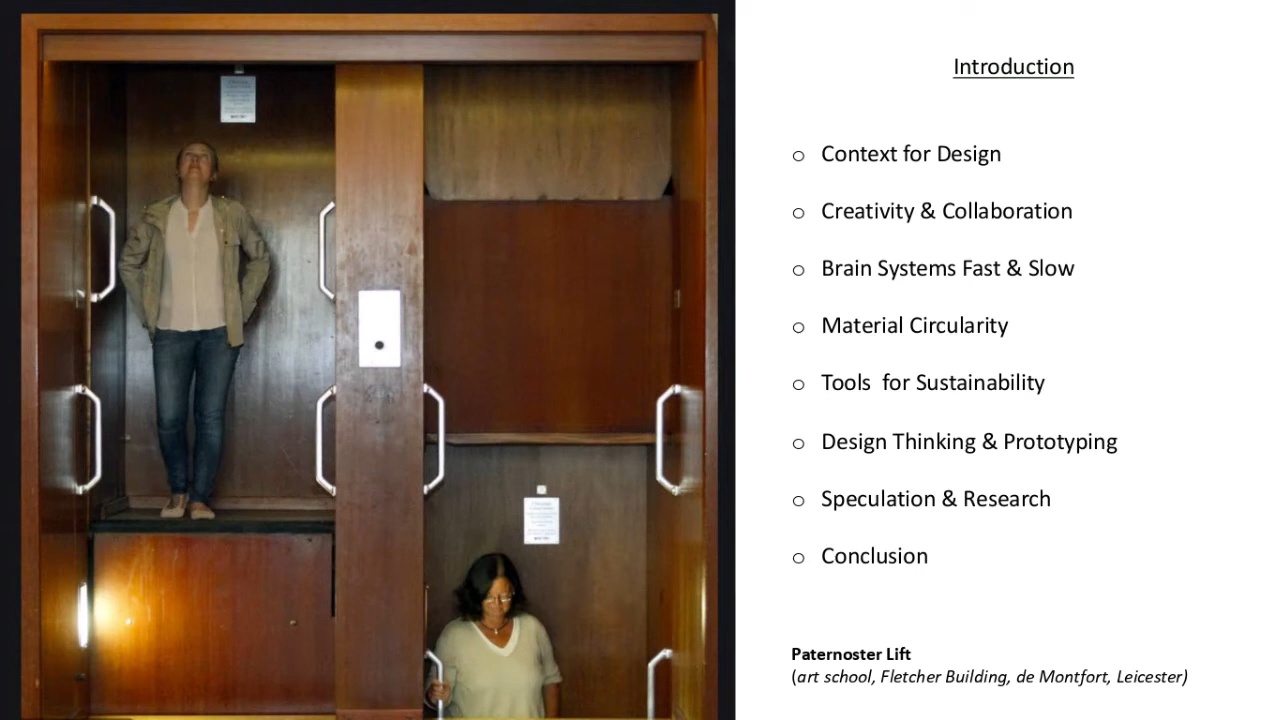 Introduction
○ Context for Design
○ Creativity & Collaboration
○ Brain Systems Fast & Slow
○ Material Circularity
○ Tools  for Sustainability
○ Design Thinking & Prototyping
○ Speculation & Research
○ Conclusion
Paternoster Lift
(art school, Fletcher Building, de Montfort, Leicester)